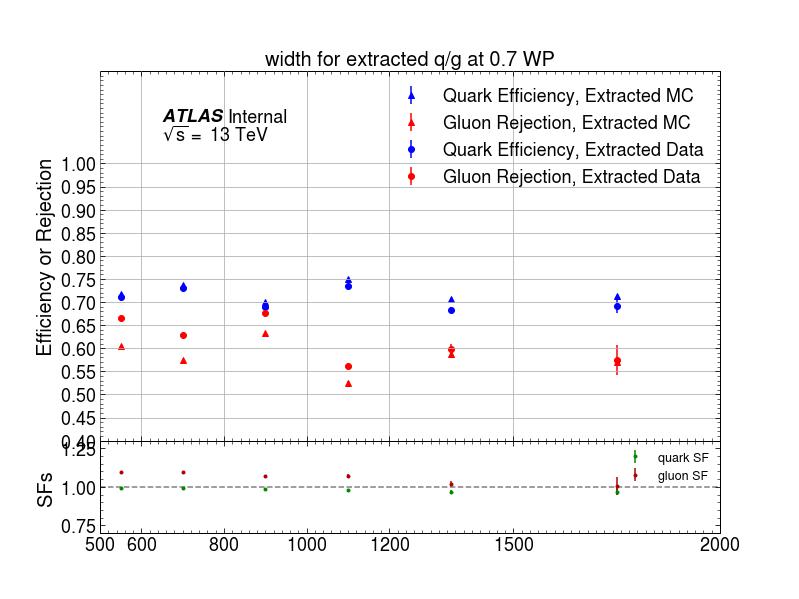 width for extracted q/g at 0.7 WP
ATLAS Internal
√s = 13 TeV
Quark Efficiency, Extracted MC
Gluon Rejection, Extracted MC
Quark Efficiency, Extracted Data
Gluon Rejection, Extracted Data
Efficiency or Rejection
1.00
0.95
0.90
0.85
0.80
0.75
0.70
0.65
0.60
0.55
0.50
0.45
0.40
SFs
1.25
1.00
0.75
quark SF
gluon SF
500 600 800 1000 1200 1500 2000